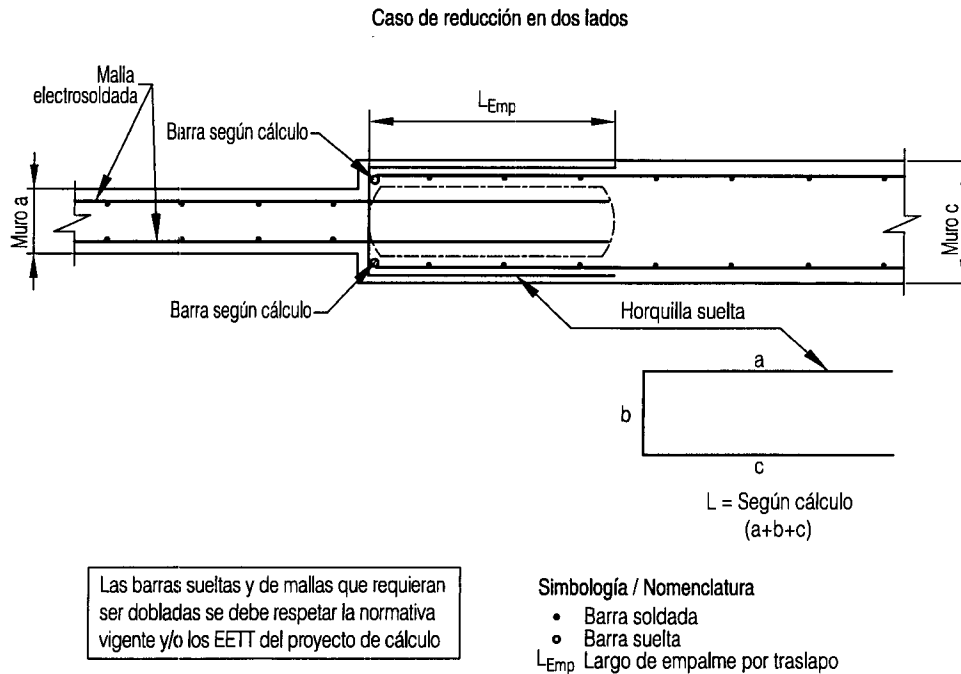 Caso de reducción en dos lados
Malla
electrosoldada
L_Emp
Barra según cálculo
Muro a
Muro c
Barra según cálculo
Horquilla suelta
a
b
c
L = Según cálculo
(a+b+c)
Las barras sueltas y de mallas que requieran
ser dobladas se debe respetar la normativa
vigente y/o los EETT del proyecto de cálculo
Simbología / Nomenclatura
Barra soldada
Barra suelta
L_Emp Largo de empalme por traslapo